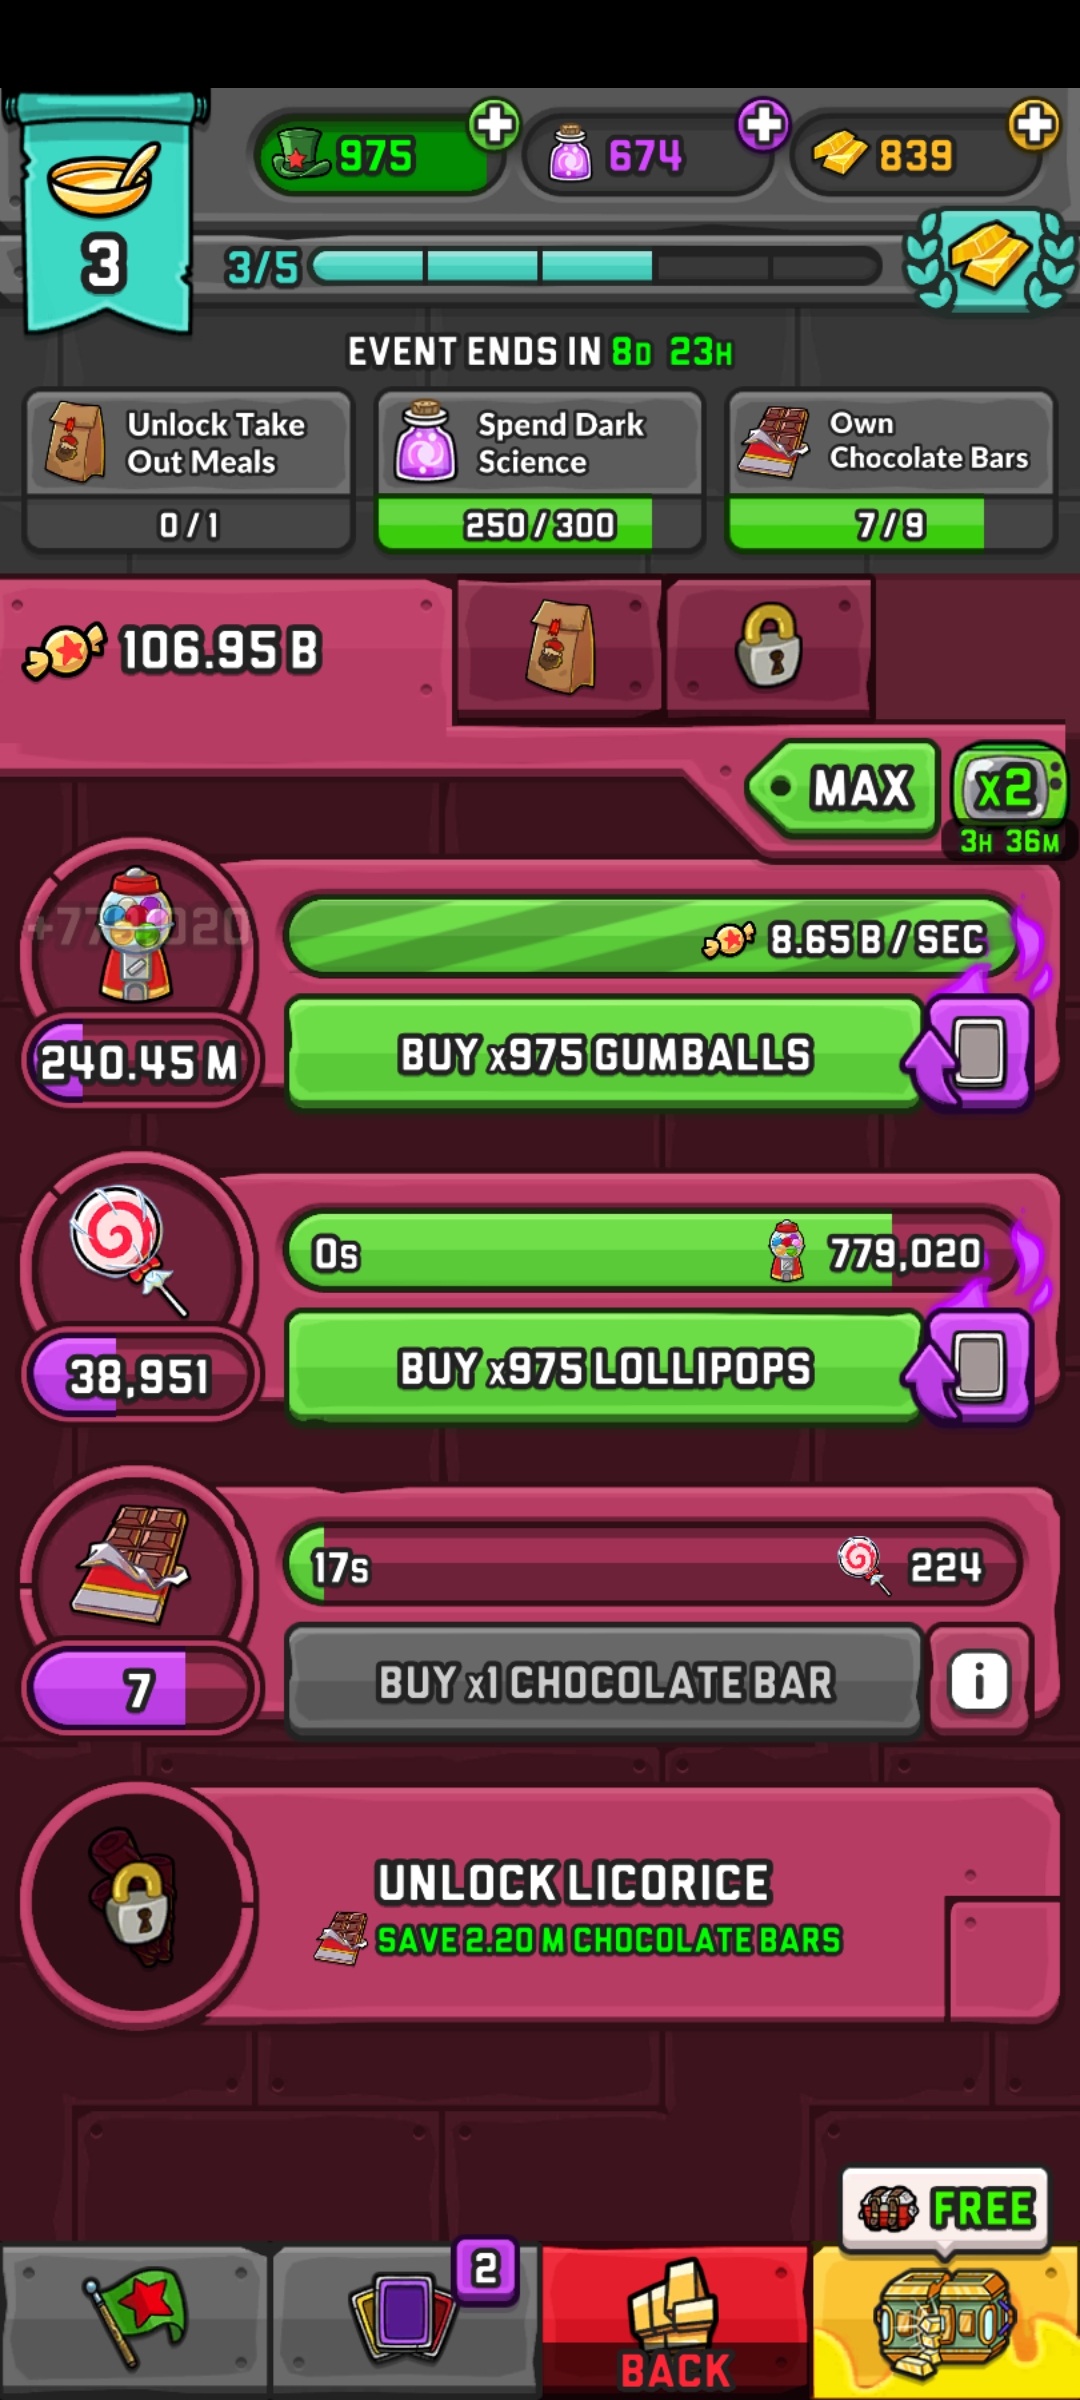 975
674
839
3
3/5
EVENT ENDS IN 8D 23H
Unlock Take
Out Meals
0/1
Spend Dark
Science
250/300
Own
Chocolate Bars
7/9
106.95 B
MAX
x2
3H 36M
+779,020
8.65 B / SEC
240.45 M
BUY x975 GUMBALLS
0s
779,020
38,951
BUY x975 LOLLIPOPS
17s
224
7
BUY x1 CHOCOLATE BAR
i
UNLOCK LICORICE
SAVE 2.20 M CHOCOLATE BARS
FREE
2
BACK